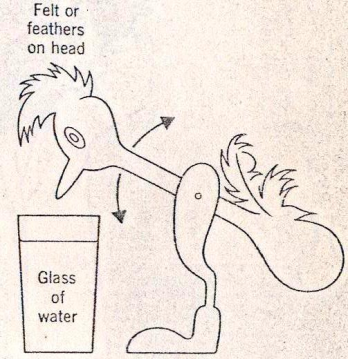 Felt or
feathers
on head
Glass
of
water